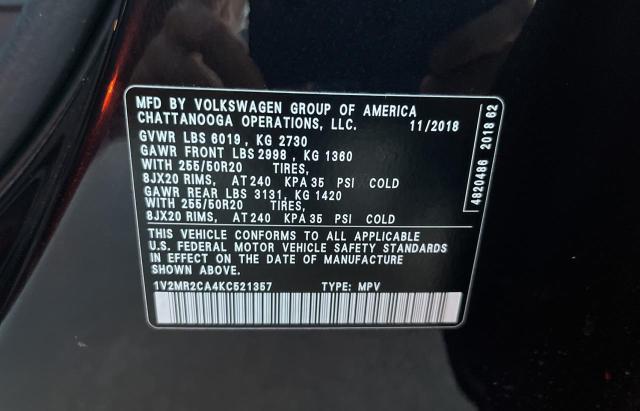 MFD BY VOLKSWAGEN GROUP OF AMERICA
CHATTANOOGA OPERATIONS, LLC. 11/2018
GVWR LBS 6019 , KG 2730
GAWR FRONT LBS 2998 , KG 1360
WITH 255/50R20 TIRES,
8JX20 RIMS, AT 240 KPA 35 PSI COLD
GAWR REAR LBS 3131, KG 1420
WITH 255/50R20 TIRES,
8JX20 RIMS, AT 240 KPA 35 PSI COLD
THIS VEHICLE CONFORMS TO ALL APPLICABLE
U.S. FEDERAL MOTOR VEHICLE SAFETY STANDARDS
IN EFFECT ON THE DATE OF MANUFACTURE
SHOWN ABOVE.
1V2MR2CA4KC521357 TYPE: MPV
4820486 2018 62